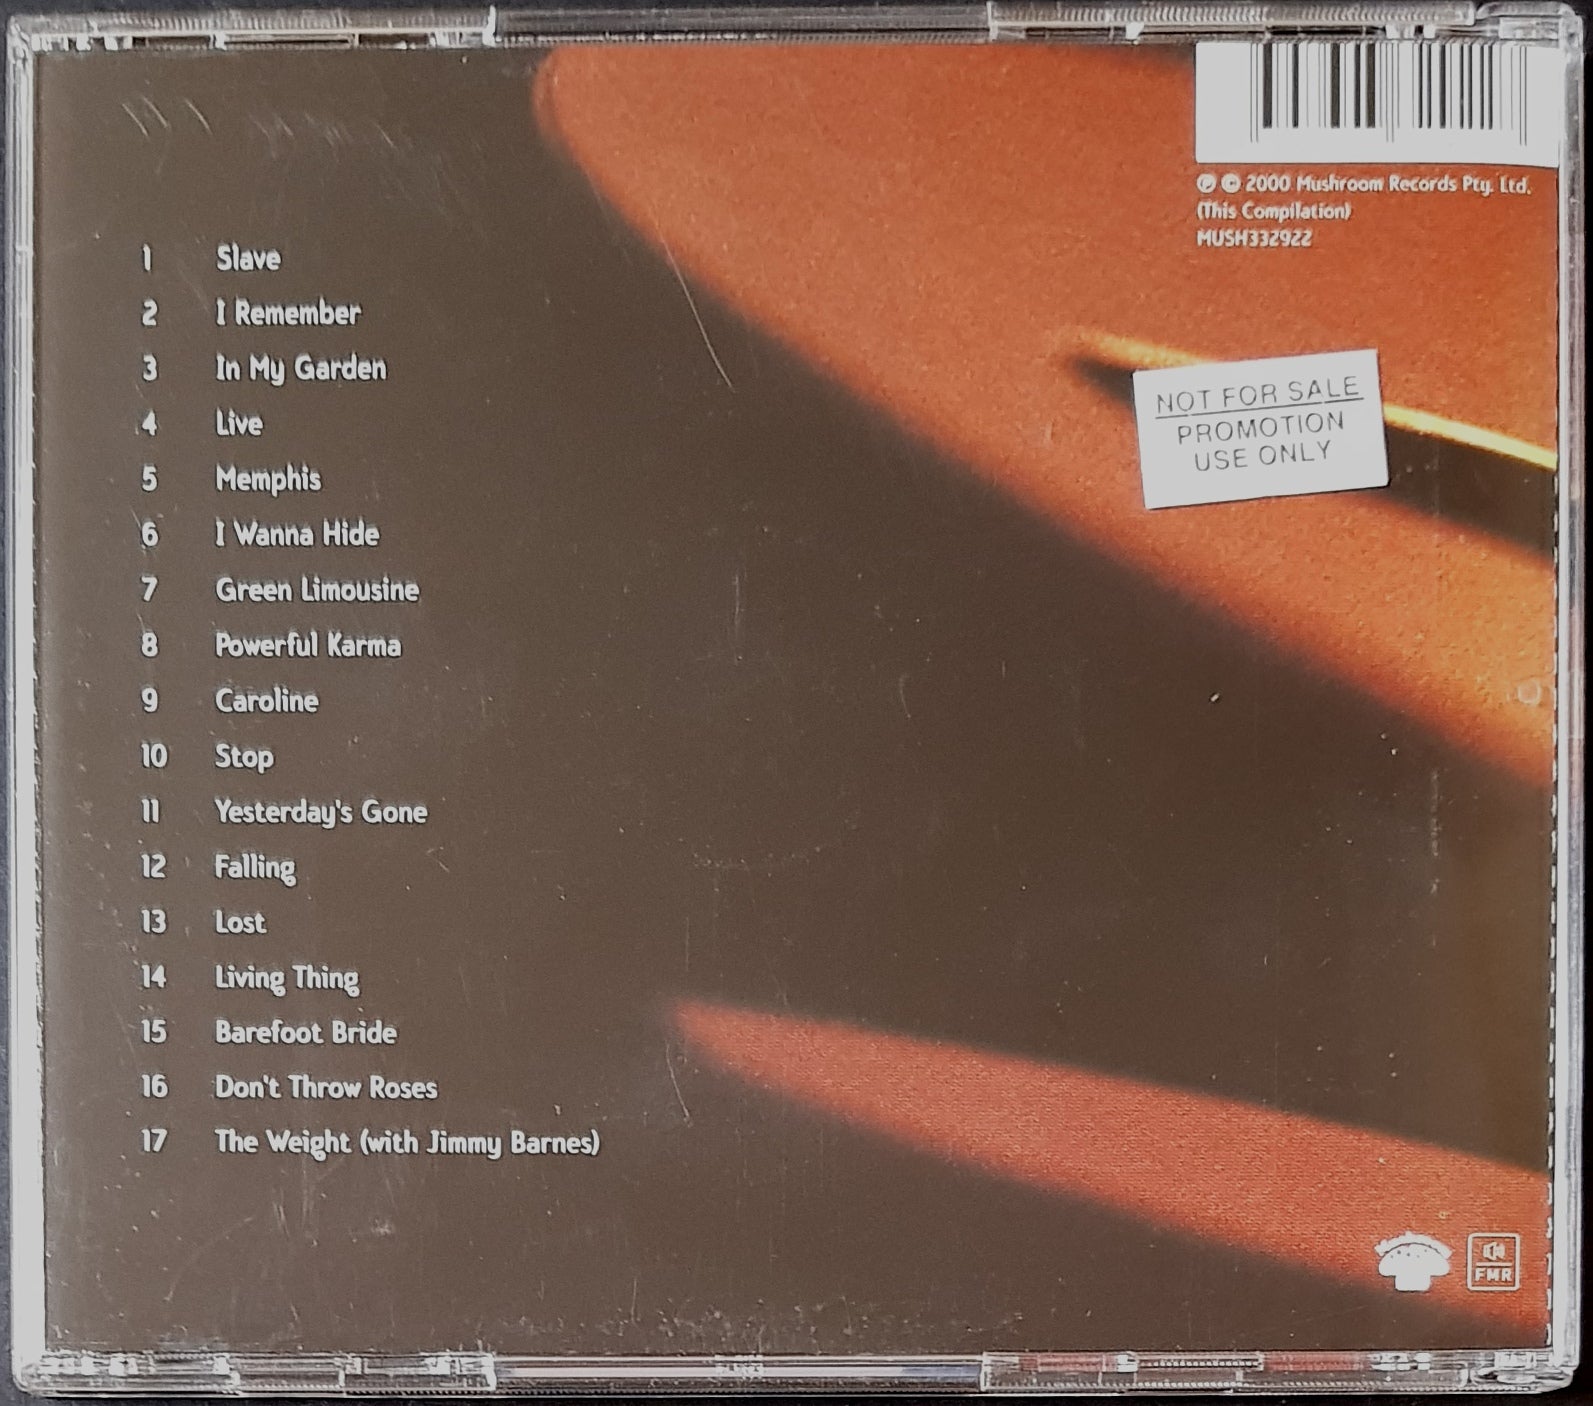 ℗ © 2000 Mushroom Records Pty. Ltd.
(This Compilation)
MUSH332922
1 Slave
2 I Remember
3 In My Garden
4 Live
5 Memphis
6 I Wanna Hide
7 Green Limousine
8 Powerful Karma
9 Caroline
10 Stop
11 Yesterday's Gone
12 Falling
13 Lost
14 Living Thing
15 Barefoot Bride
16 Don't Throw Roses
17 The Weight (with Jimmy Barnes)
NOT FOR SALE
PROMOTION
USE ONLY
FMR